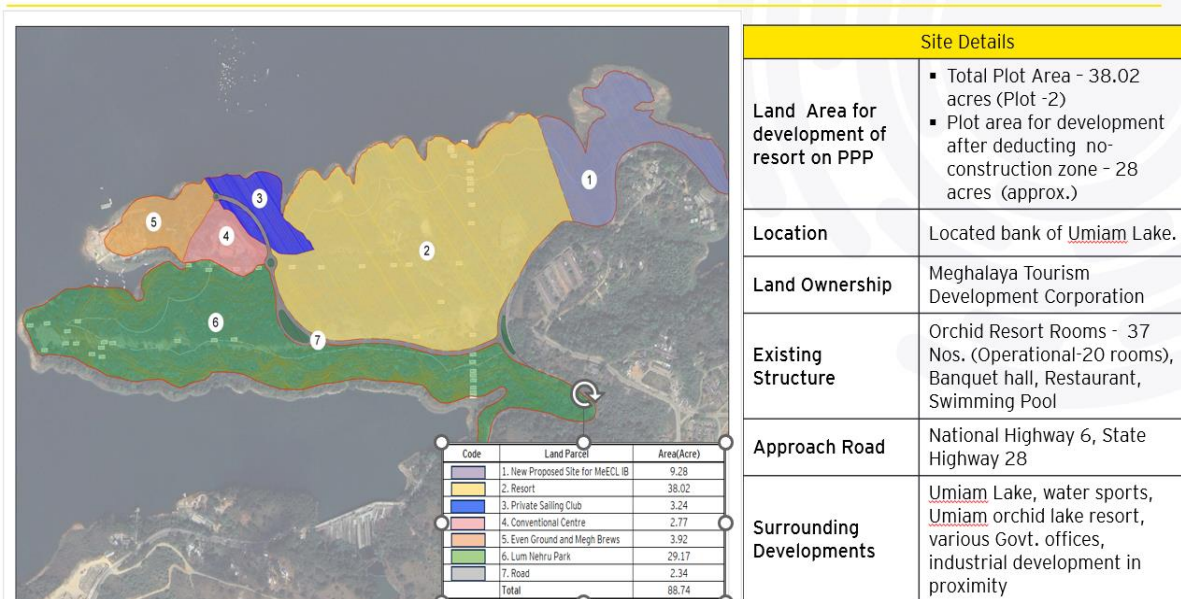 1
2
3
4
5
6
7
Code Land Parcel Area(Acre)
1. New Proposed Site for MeECL IB 9.28
2. Resort 38.02
3. Private Sailing Club 3.24
4. Conventional Centre 2.77
5. Even Ground and Megh Brews 3.92
6. Lum Nehru Park 29.17
7. Road 2.34
Total 88.74
Site Details
Land Area for
development of
resort on PPP
▪ Total Plot Area – 38.02
acres (Plot -2)
▪ Plot area for development
after deducting no-
construction zone – 28
acres (approx.)
Location
Located bank of Umiam Lake.
Land Ownership
Meghalaya Tourism
Development Corporation
Existing
Structure
Orchid Resort Rooms - 37
Nos. (Operational-20 rooms),
Banquet hall, Restaurant,
Swimming Pool
Approach Road
National Highway 6, State
Highway 28
Surrounding
Developments
Umiam Lake, water sports,
Umiam orchid lake resort,
various Govt. offices,
industrial development in
proximity